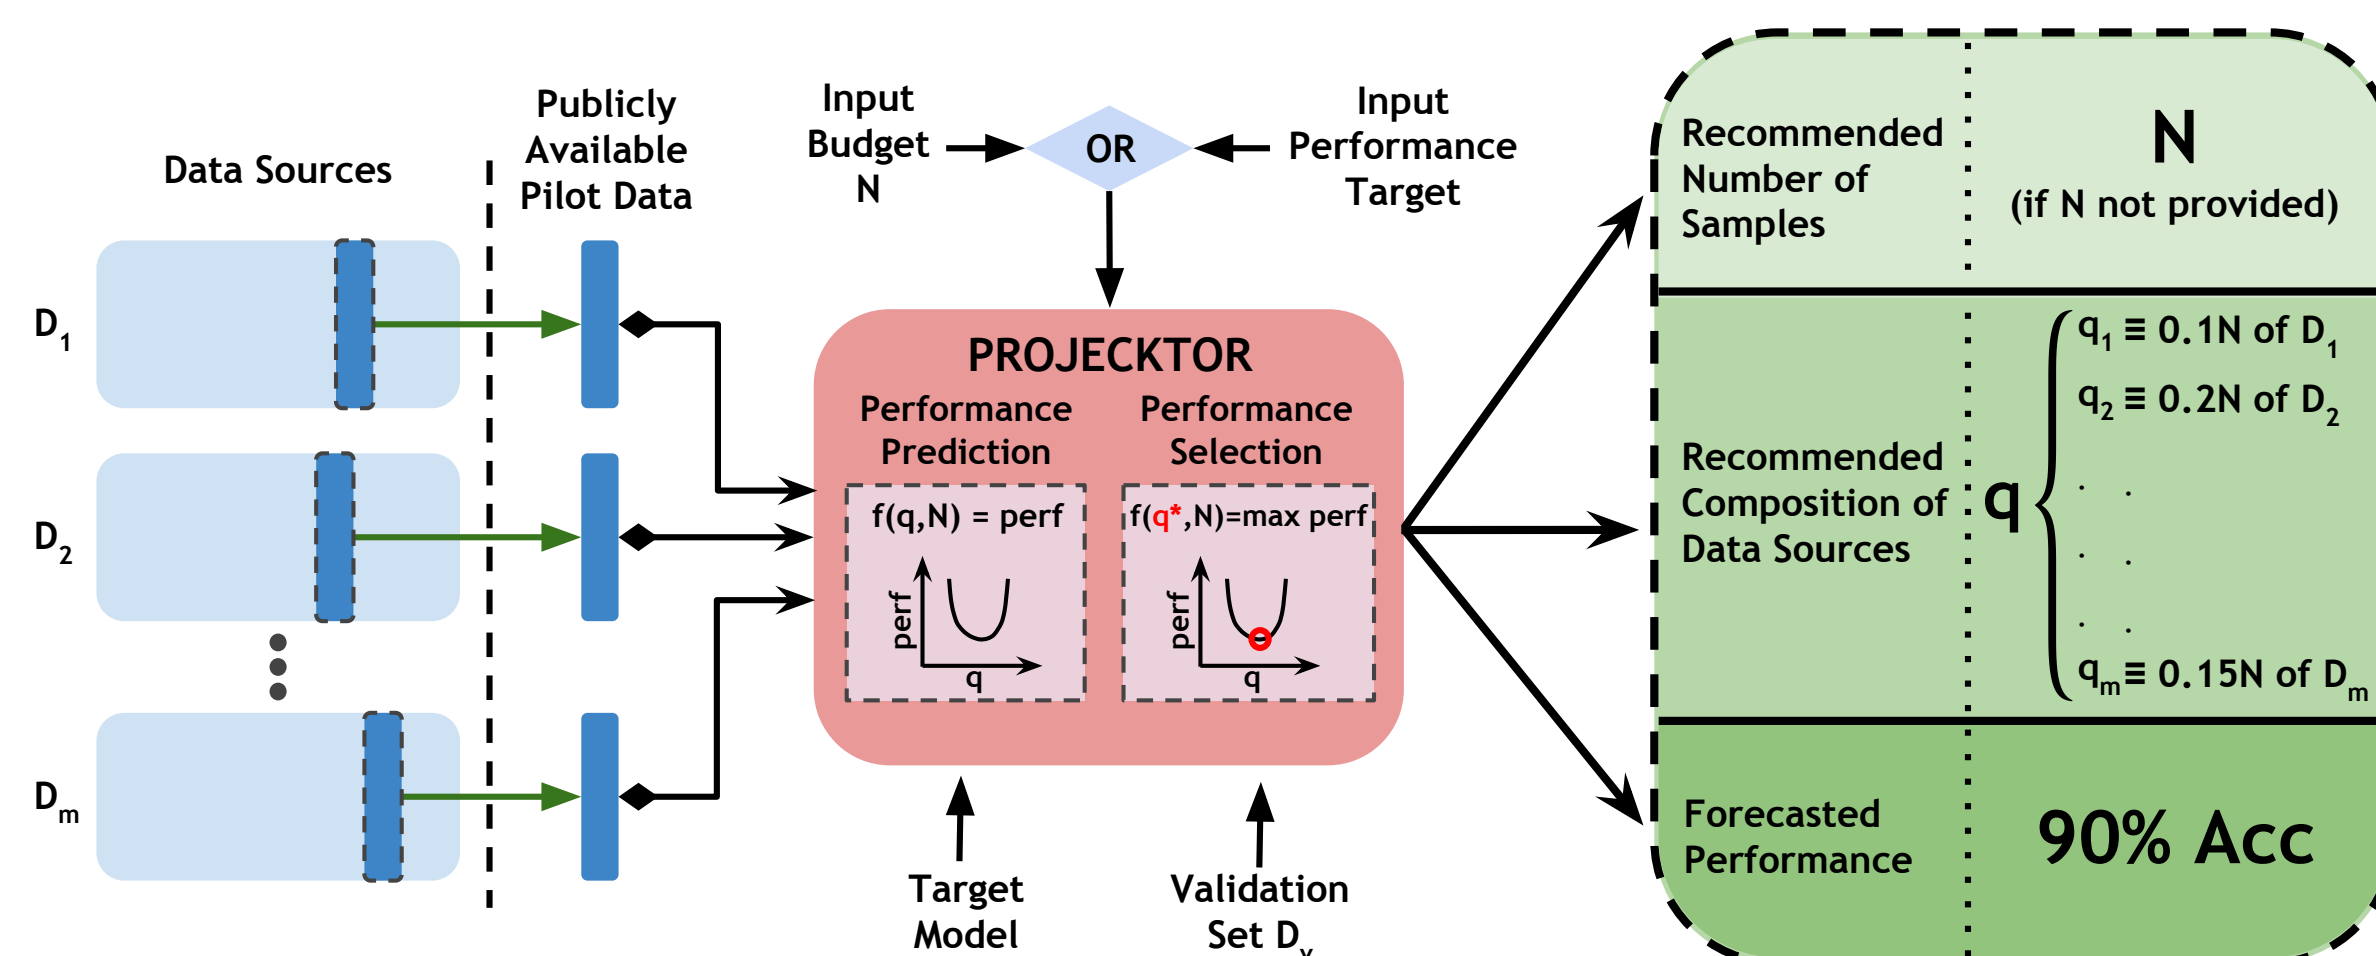 Data Sources
Publicly
Available
Pilot Data
D1
D2
Dm
Input
Budget
N
OR
Input
Performance
Target
PROJECKTOR
Performance
Prediction
f(q,N) = perf
perf
q
Performance
Selection
f(q*,N)=max perf
perf
q
Target
Model
Validation
Set Dv
Recommended
Number of
Samples
N
(if N not provided)
Recommended
Composition of
Data Sources
q
q1 ≡ 0.1N of D1
q2 ≡ 0.2N of D2
. .
. .
. .
qm ≡ 0.15N of Dm
Forecasted
Performance
90% Acc